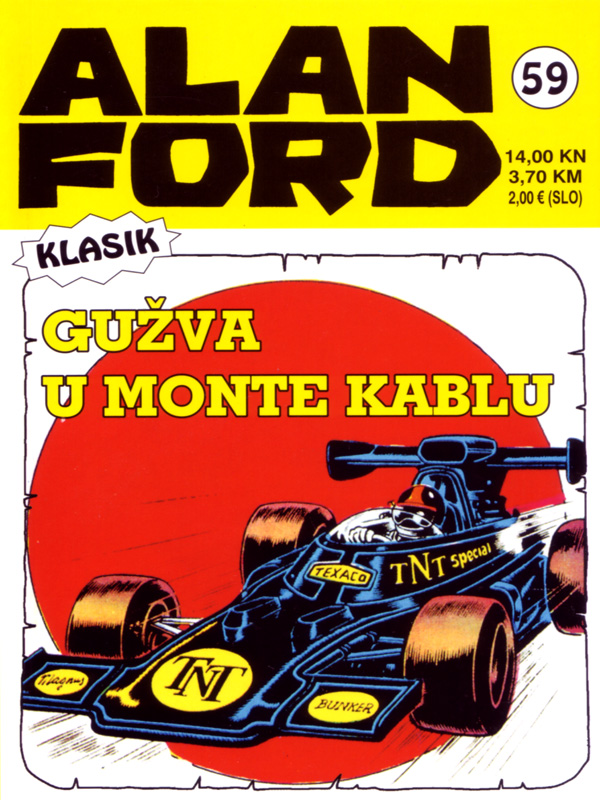 ALAN
FORD
59
14,00 KN
3,70 KM
2,00 € (SLO)
KLASIK
GUŽVA
U MONTE KABLU
TEXACO
TNT special
Magnus
TNT
BUNKER